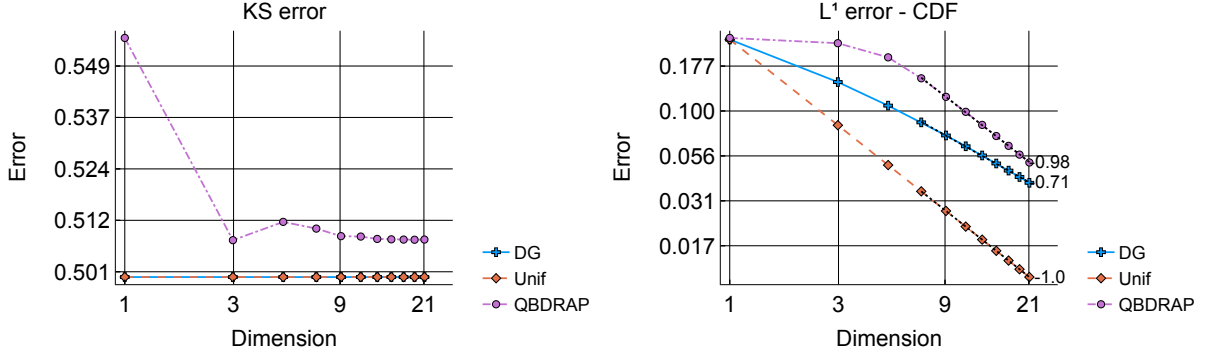 KS error
0.549
0.537
0.524
0.512
0.501
Error
1
3
9
21
Dimension
DG
Unif
QBDRAP
L¹ error - CDF
0.177
0.100
0.056
0.031
0.017
Error
1
3
9
21
Dimension
-0.98
-0.71
-1.0
DG
Unif
QBDRAP